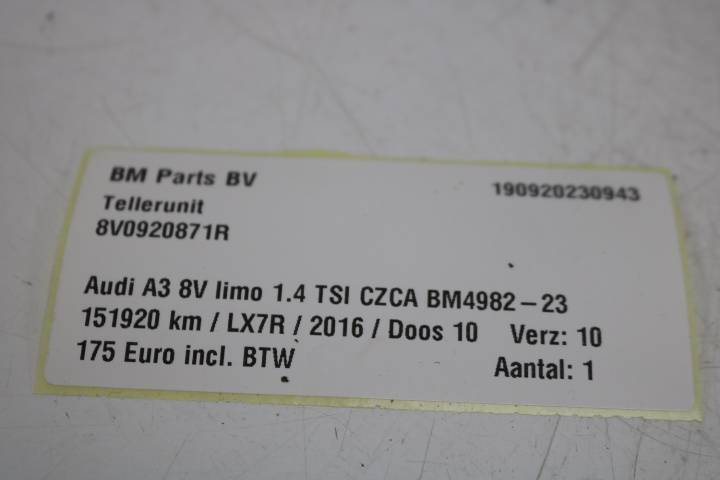 BM Parts BV 190920230943
Tellerunit
8V0920871R
Audi A3 8V limo 1.4 TSI CZCA BM4982-23
151920 km / LX7R / 2016 / Doos 10 Verz: 10
175 Euro incl. BTW Aantal: 1